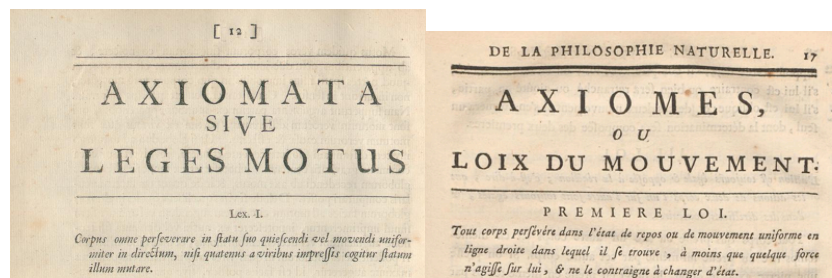 [ 12 ]
AXIOMATA
SIVE
LEGES MOTUS
Lex. I.
Corpus omne perseverare in statu suo quiescendi vel movendi unifor-
miter in directum, nisi quatenus a viribus impressis cogitur statum
illum mutare.
DE LA PHILOSOPHIE NATURELLE. 17
AXIOMES,
OU
LOIX DU MOUVEMENT.
PREMIERE LOI.
Tout corps persévére dans l'état de repos ou de mouvement uniforme en
ligne droite dans lequel il se trouve, à moins que quelque force
n'agisse sur lui, & ne le contraigne à changer d'état.